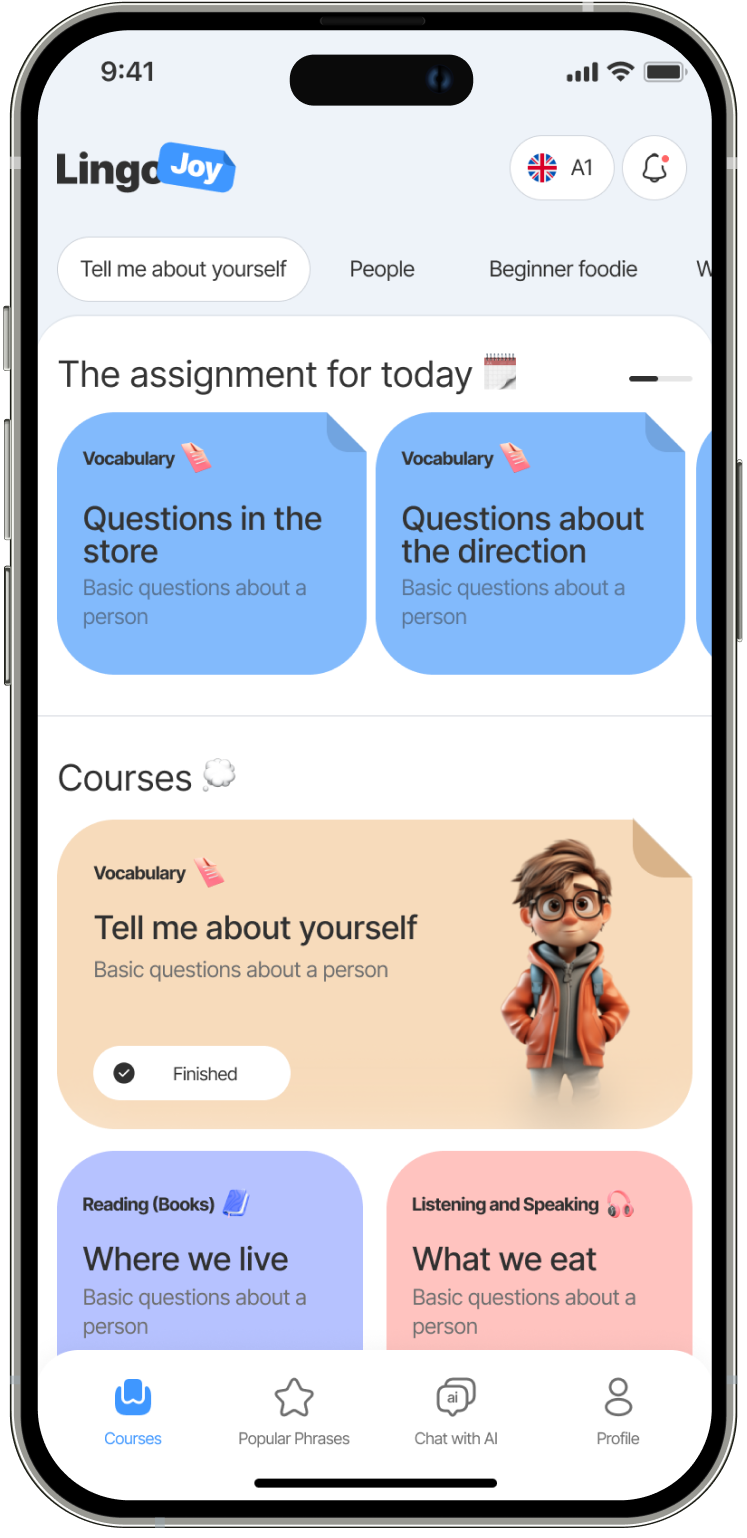 9:41
Lingo Joy
A1
Tell me about yourself
People
Beginner foodie
W
The assignment for today
Vocabulary
Questions in the
store
Basic questions about a
person
Vocabulary
Questions about
the direction
Basic questions about a
person
Courses
Vocabulary
Tell me about yourself
Basic questions about a person
Finished
Reading (Books)
Where we live
Basic questions about a
person
Listening and Speaking
What we eat
Basic questions about a
person
ai
Courses
Popular Phrases
Chat with AI
Profile